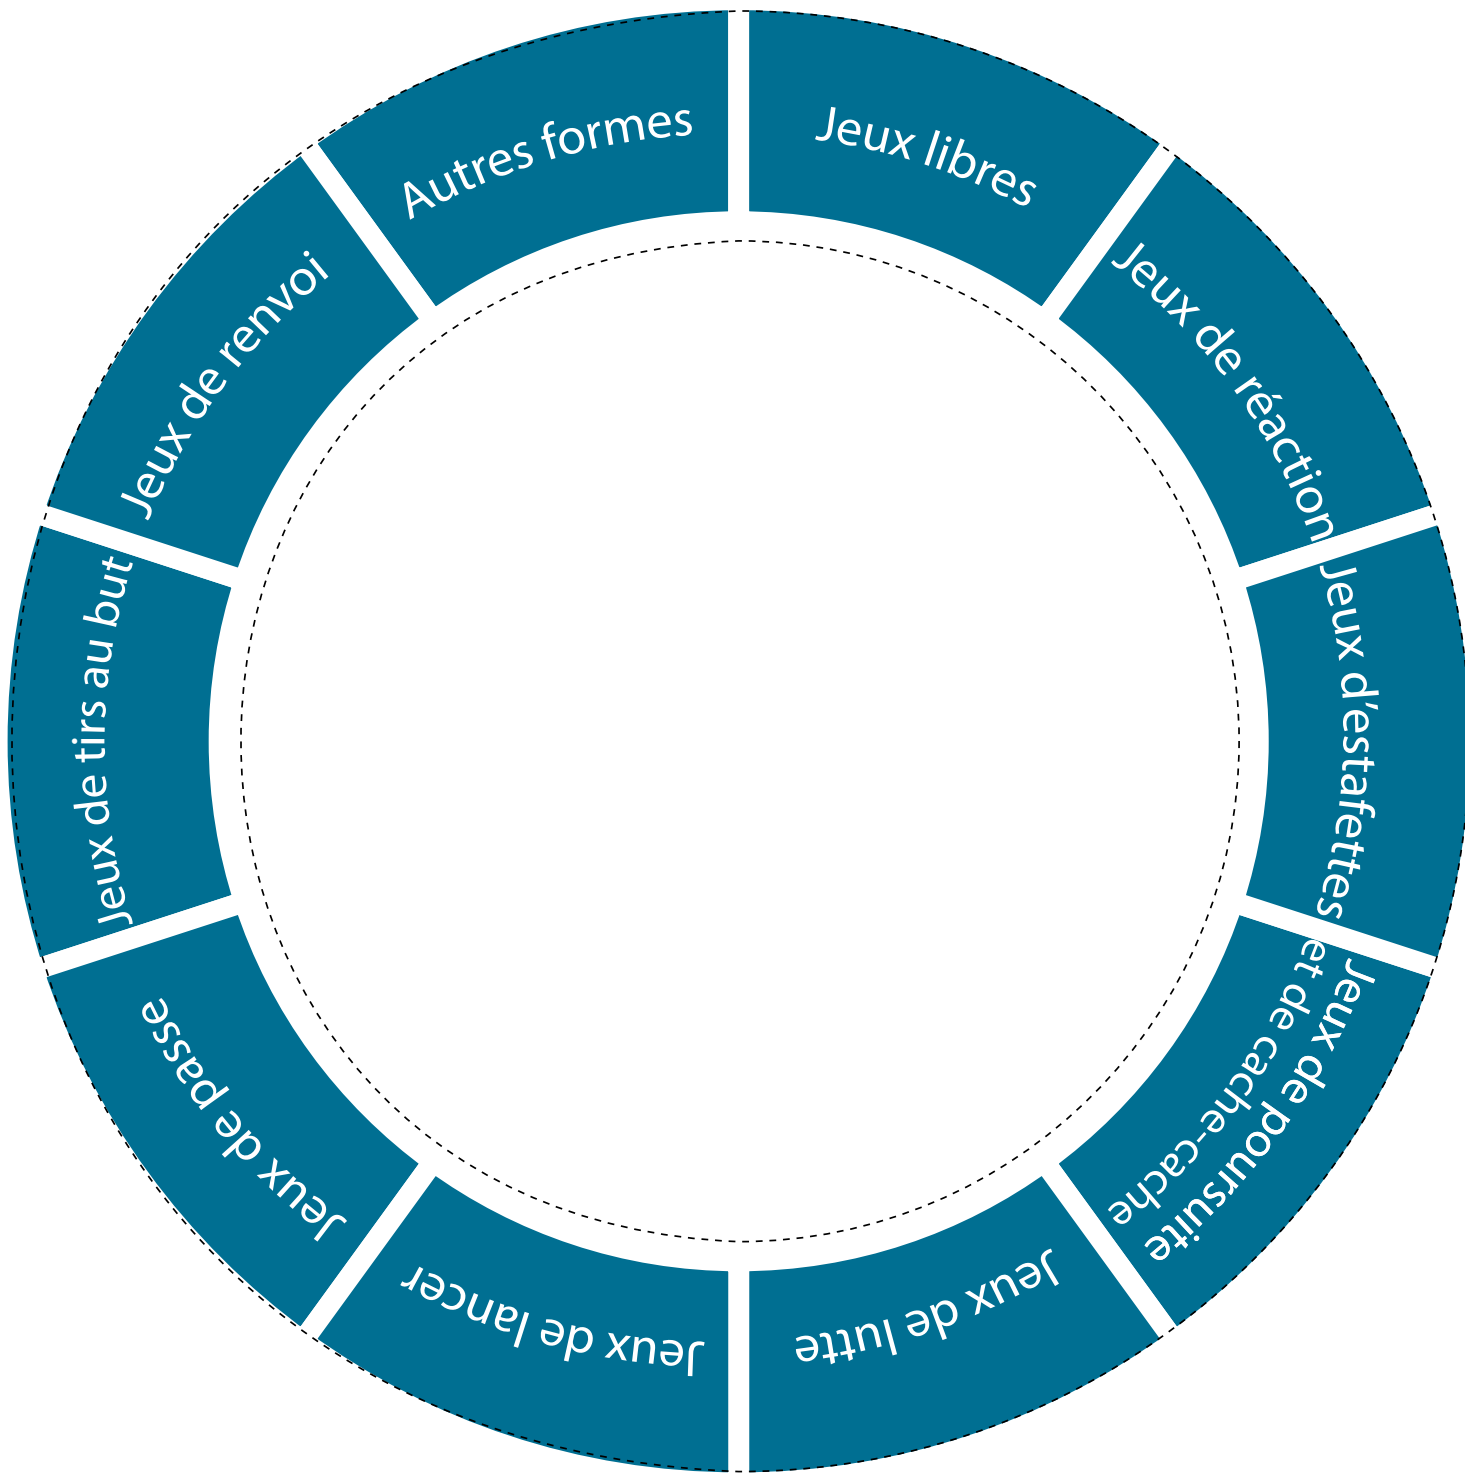 Jeux libres
Jeux de réaction
Jeux d’estafettes
Jeux de poursuite
et de cache-cache
Jeux de lutte
Jeux de lancer
Jeux de passe
Jeux de tirs au but
Jeux de renvoi
Autres formes